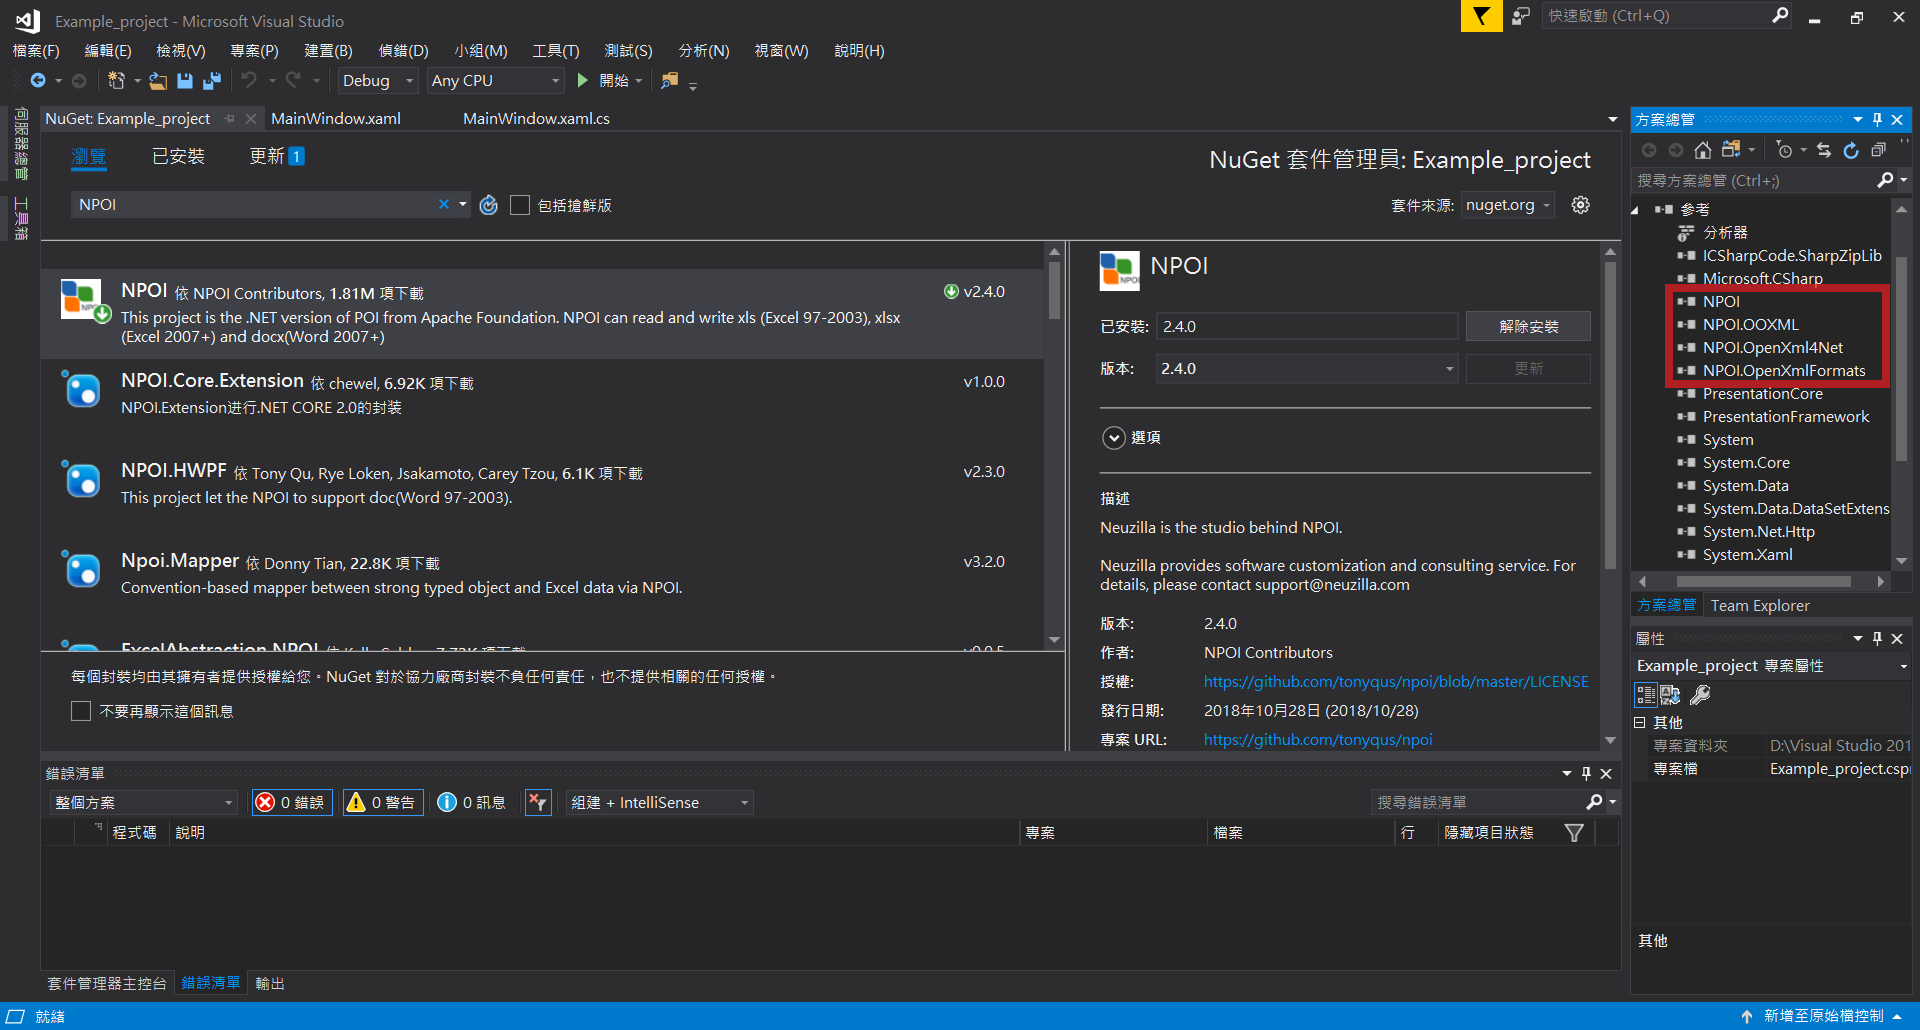 Example_project - Microsoft Visual Studio
快速啟動 (Ctrl+Q)
檔案(F) 編輯(E) 檢視(V) 專案(P) 建置(B) 偵錯(D) 小組(M) 工具(T) 測試(S) 分析(N) 視窗(W) 說明(H)
Debug Any CPU 開始
伺服器總管
工具箱
NuGet: Example_project MainWindow.xaml MainWindow.xaml.cs
瀏覽 已安裝 更新 1
NuGet 套件管理員: Example_project
NPOI
包括搶鮮版
套件來源: nuget.org
NPOI 依 NPOI Contributors, 1.81M 項下載
v2.4.0
This project is the .NET version of POI from Apache Foundation. NPOI can read and write xls (Excel 97-2003), xlsx
(Excel 2007+) and docx(Word 2007+)
NPOI.Core.Extension 依 chewel, 6.92K 項下載
v1.0.0
NPOI.Extension进行.NET CORE 2.0的封装
NPOI.HWPF 依 Tony Qu, Rye Loken, Jsakamoto, Carey Tzou, 6.1K 項下載
v2.3.0
This project let the NPOI to support doc(Word 97-2003).
Npoi.Mapper 依 Donny Tian, 22.8K 項下載
v3.2.0
Convention-based mapper between strong typed object and Excel data via NPOI.
ExcelAbstraction.NPOI
v0.0.5
每個封裝均由其擁有者提供授權給您。NuGet 對於協力廠商封裝不負任何責任，也不提供相關的任何授權。
不要再顯示這個訊息
NPOI
已安裝: 2.4.0 解除安裝
版本: 2.4.0 更新
選項
描述
Neuzilla is the studio behind NPOI.
Neuzilla provides software customization and consulting service. For
details, please contact support@neuzilla.com
版本: 2.4.0
作者: NPOI Contributors
授權: https://github.com/tonyqus/npoi/blob/master/LICENSE
發行日期: 2018年10月28日 (2018/10/28)
專案 URL: https://github.com/tonyqus/npoi
方案總管
搜尋方案總管 (Ctrl+;)
參考
分析器
ICSharpCode.SharpZipLib
Microsoft.CSharp
NPOI
NPOI.OOXML
NPOI.OpenXml4Net
NPOI.OpenXmlFormats
PresentationCore
PresentationFramework
System
System.Core
System.Data
System.Data.DataSetExtens
System.Net.Http
System.Xaml
方案總管 Team Explorer
屬性
Example_project 專案屬性
其他
專案資料夾 D:\Visual Studio 201
專案檔 Example_project.cspr
其他
錯誤清單
整個方案 0 錯誤 0 警告 0 訊息 組建 + IntelliSense 搜尋錯誤清單
程式碼 說明 專案 檔案 行 隱藏項目狀態
套件管理器主控台 錯誤清單 輸出
就緒
新增至原始檔控制